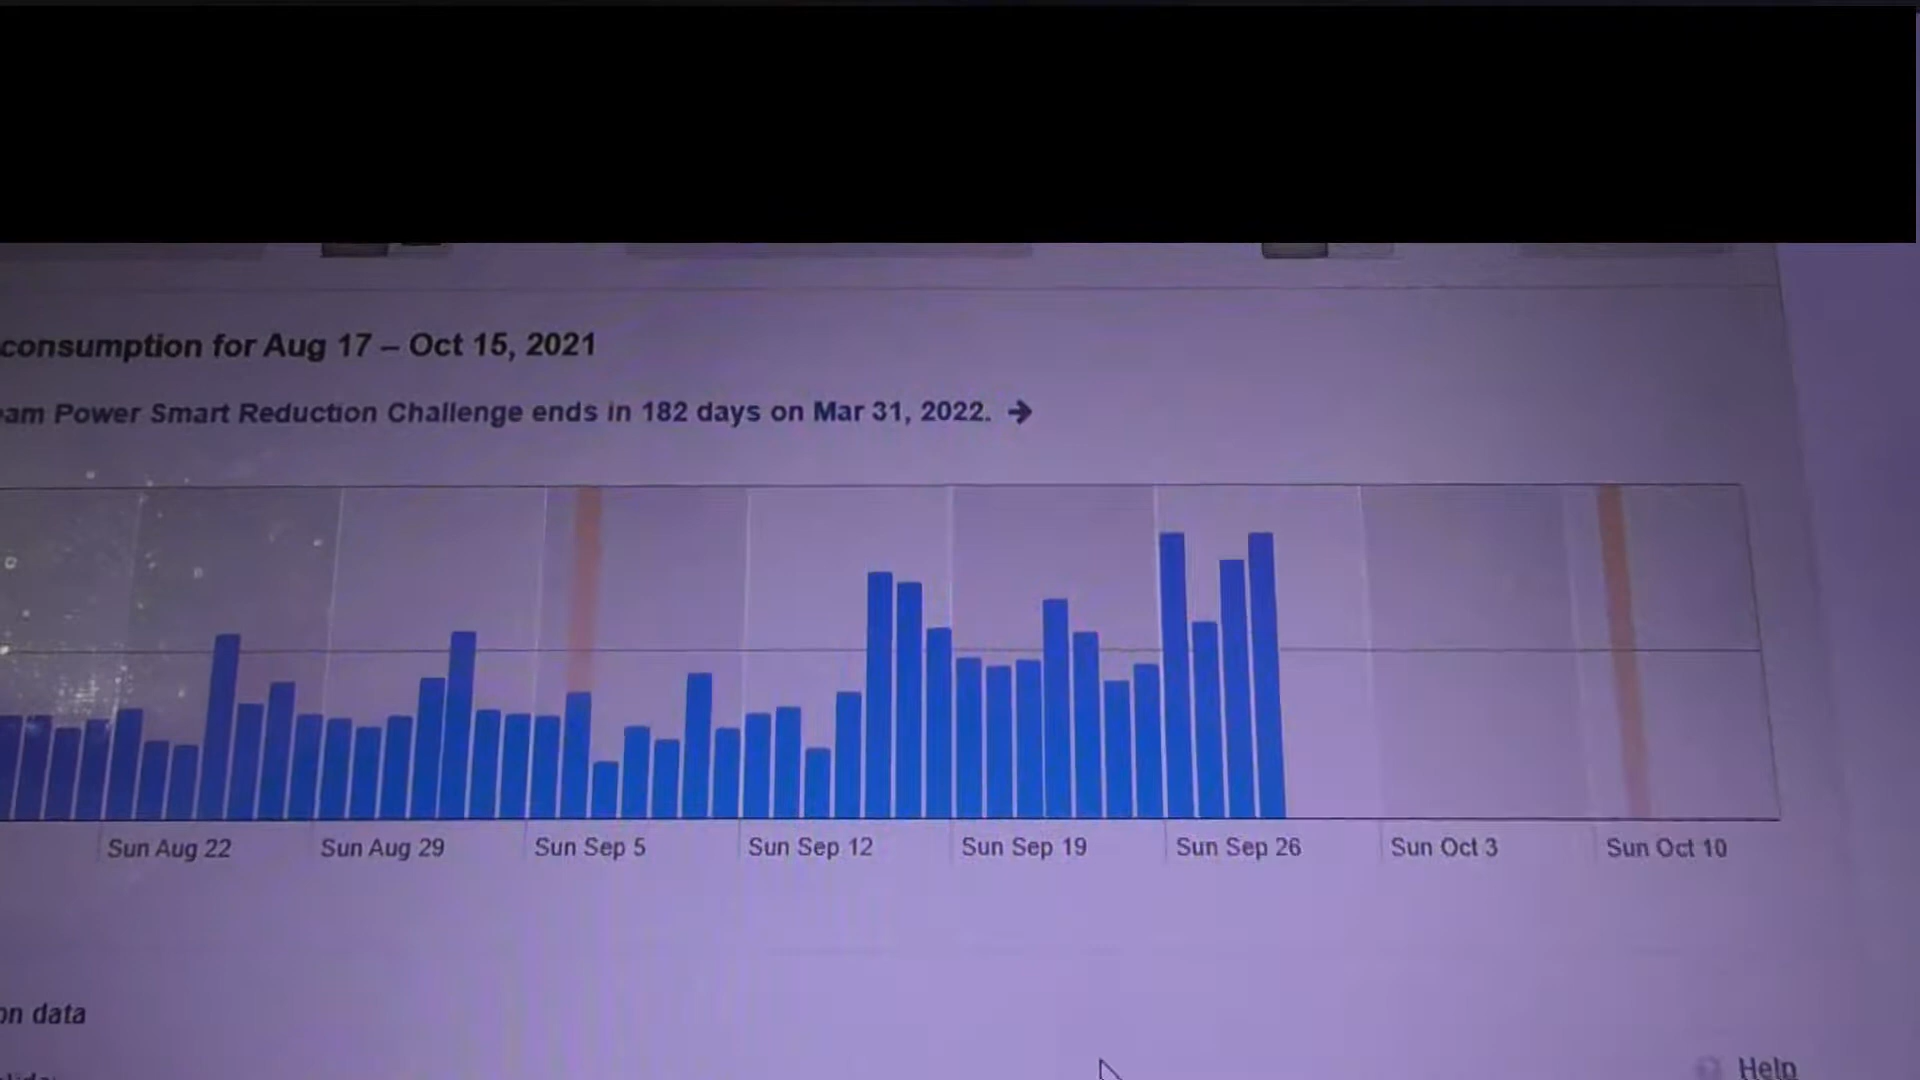 consumption for Aug 17 – Oct 15, 2021
Power Smart Reduction Challenge ends in 182 days on Mar 31, 2022. →
Sun Aug 22 Sun Aug 29 Sun Sep 5 Sun Sep 12 Sun Sep 19 Sun Sep 26 Sun Oct 3 Sun Oct 10
data
Help